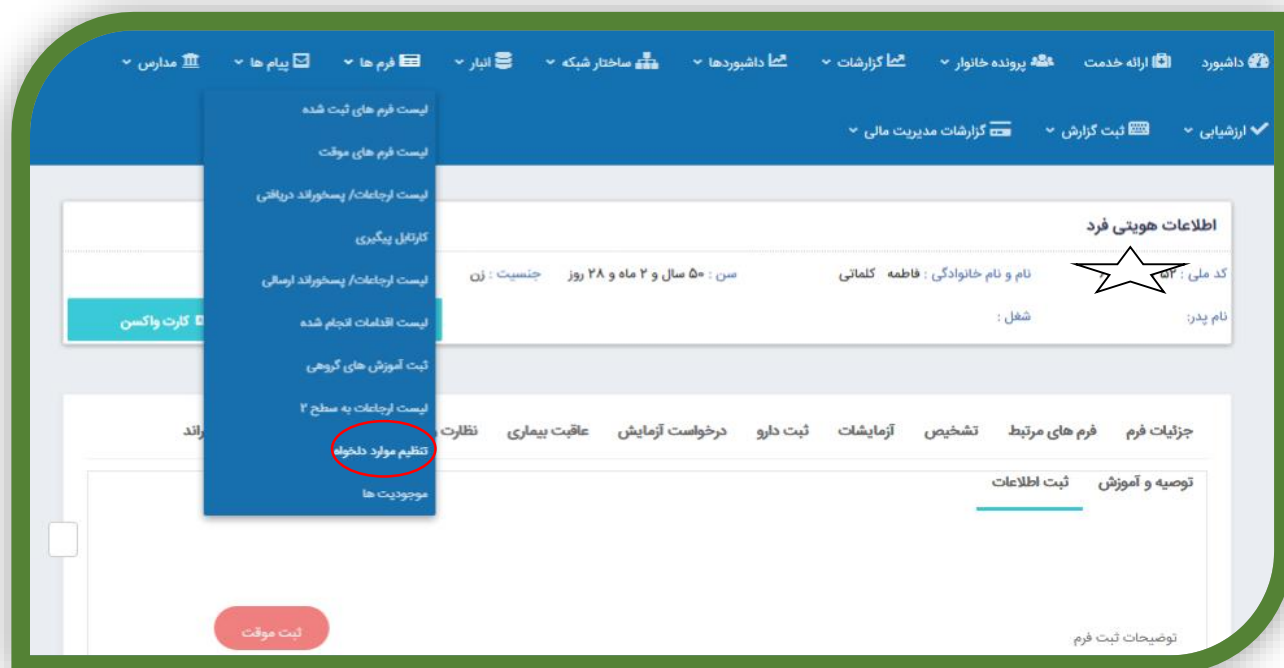 داشبورد ارائه خدمت پرونده خانوار گزارشات داشبوردها ساختار شبکه انبار فرم ها پیام ها مدارس
ارزشیابی ثبت گزارش گزارشات مدیریت مالی
لیست فرم های ثبت شده
لیست فرم های موقت
لیست ارجاعات/ پسخوراند دریافتی
کارتابل پیگیری
لیست ارجاعات/ پسخوراند ارسالی
لیست اقدامات انجام شده
ثبت آموزش های گروهی
لیست ارجاعات به سطح ۲
تنظیم موارد دلخواه
موجودیت ها
اطلاعات هویتی فرد
کد ملی : ۵۲ نام و نام خانوادگی : فاطمه کلماتی سن : ۵۰ سال و ۲ ماه و ۲۸ روز جنسیت : زن
نام پدر: شغل :
کارت واکسن
جزئیات فرم فرم های مرتبط تشخیص آزمایشات ثبت دارو درخواست آزمایش عاقبت بیماری نظارت
توصیه و آموزش ثبت اطلاعات
توضیحات ثبت فرم
ثبت موقت